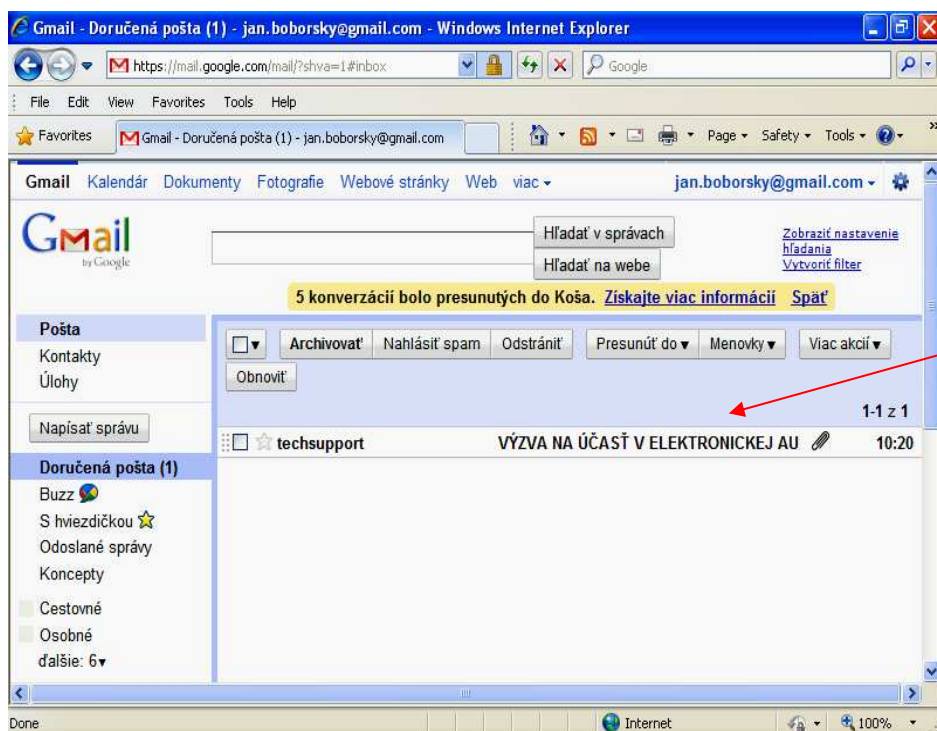 Gmail - Doručená pošta (1) - jan.boborsky@gmail.com - Windows Internet Explorer
https://mail.google.com/mail/?shva=1#inbox
Google
File Edit View Favorites Tools Help
Favorites Gmail - Doručená pošta (1) - jan.boborsky@gmail.com Page Safety Tools »
Gmail Kalendár Dokumenty Fotografie Webové stránky Web viac jan.boborsky@gmail.com
Gmail by Google
Hľadať v správach
Hľadať na webe
Zobraziť nastavenie
hľadania
Vytvoriť filter
5 konverzácií bolo presunutých do Koša. Získajte viac informácií Späť
Pošta
Kontakty
Úlohy
Napísať správu
Doručená pošta (1)
Buzz
S hviezdičkou
Odoslané správy
Koncepty
Cestovné
Osobné
ďalšie: 6
Archivovať Nahlásiť spam Odstrániť Presunúť do Menovky Viac akcií
Obnoviť
1-1 z 1
techsupport VÝZVA NA ÚČASŤ V ELEKTRONICKEJ AU 10:20
Done Internet 100%